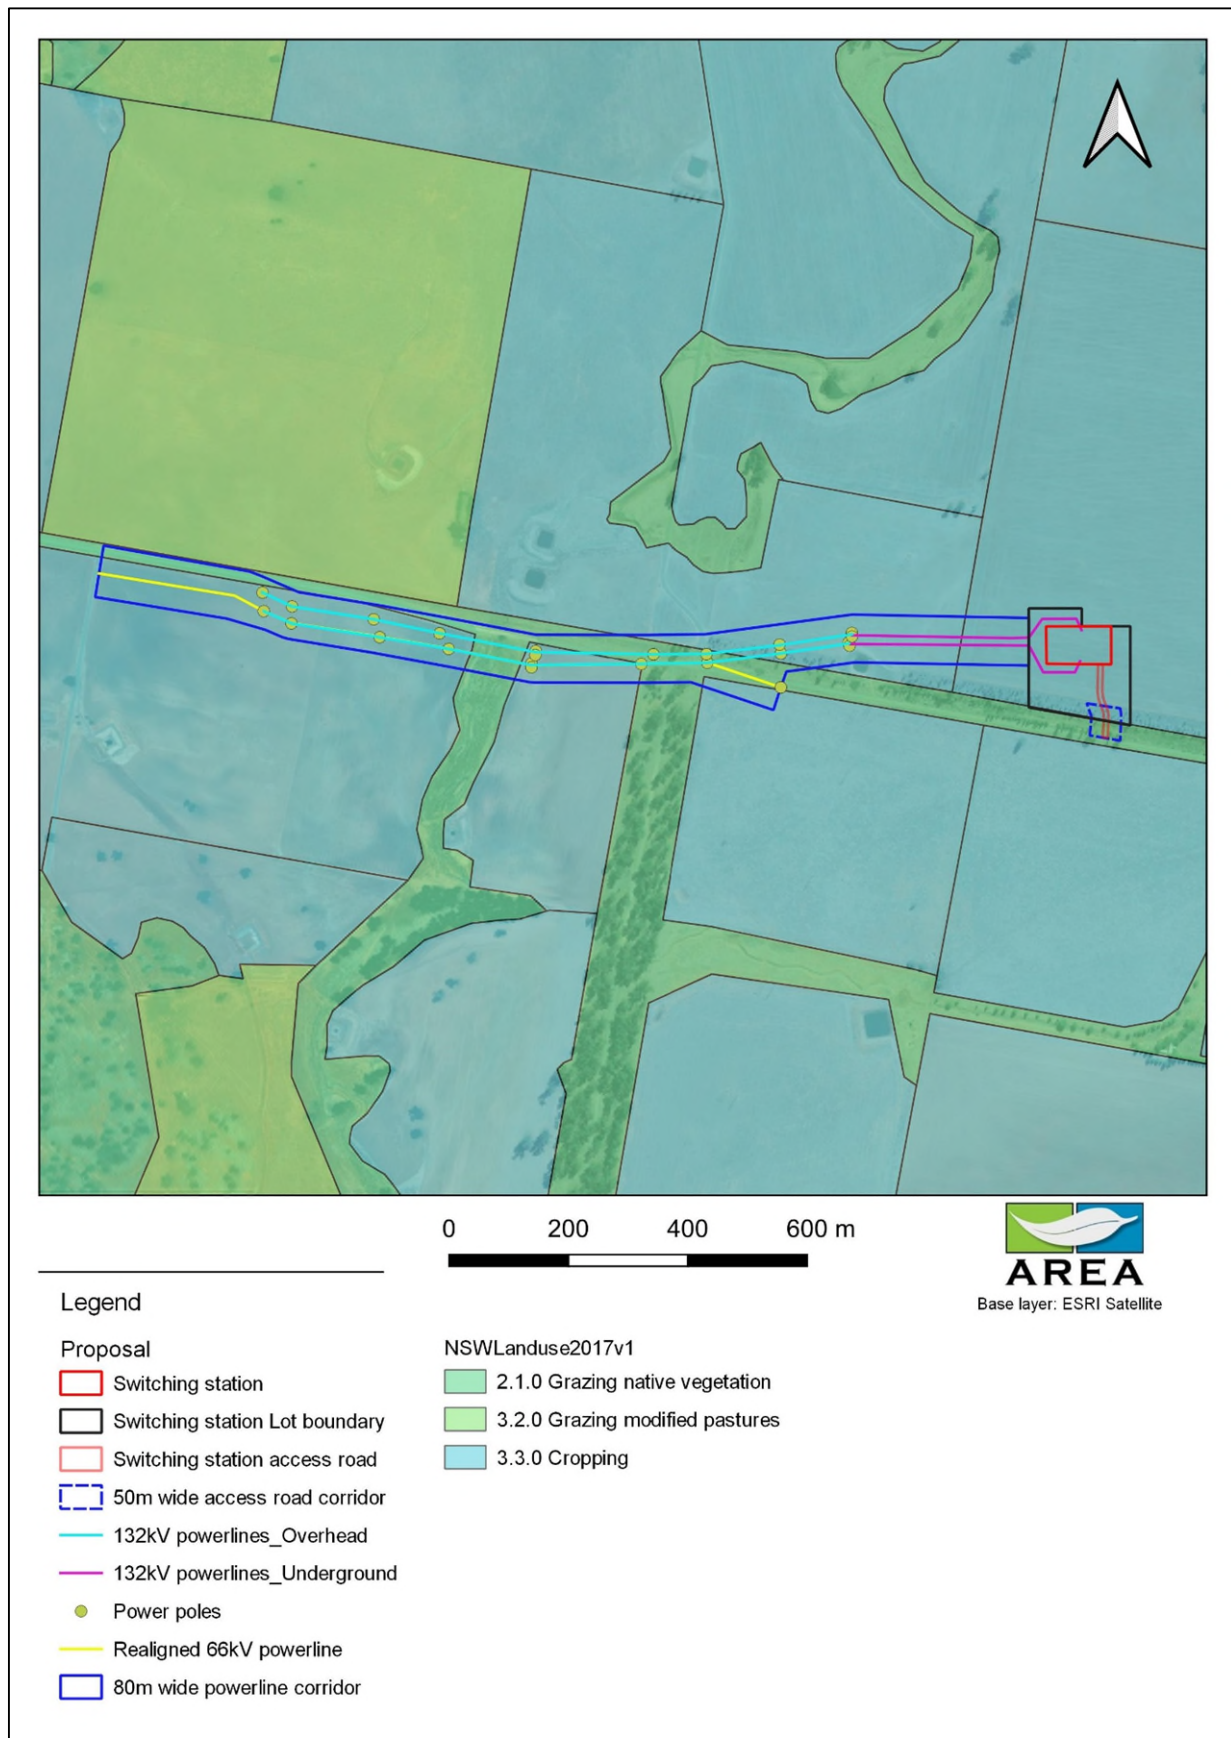 0 200 400 600 m
AREA
Base layer: ESRI Satellite
Legend
Proposal
Switching station
Switching station Lot boundary
Switching station access road
50m wide access road corridor
132kV powerlines_Overhead
132kV powerlines_Underground
Power poles
Realigned 66kV powerline
80m wide powerline corridor
NSWLanduse2017v1
2.1.0 Grazing native vegetation
3.2.0 Grazing modified pastures
3.3.0 Cropping